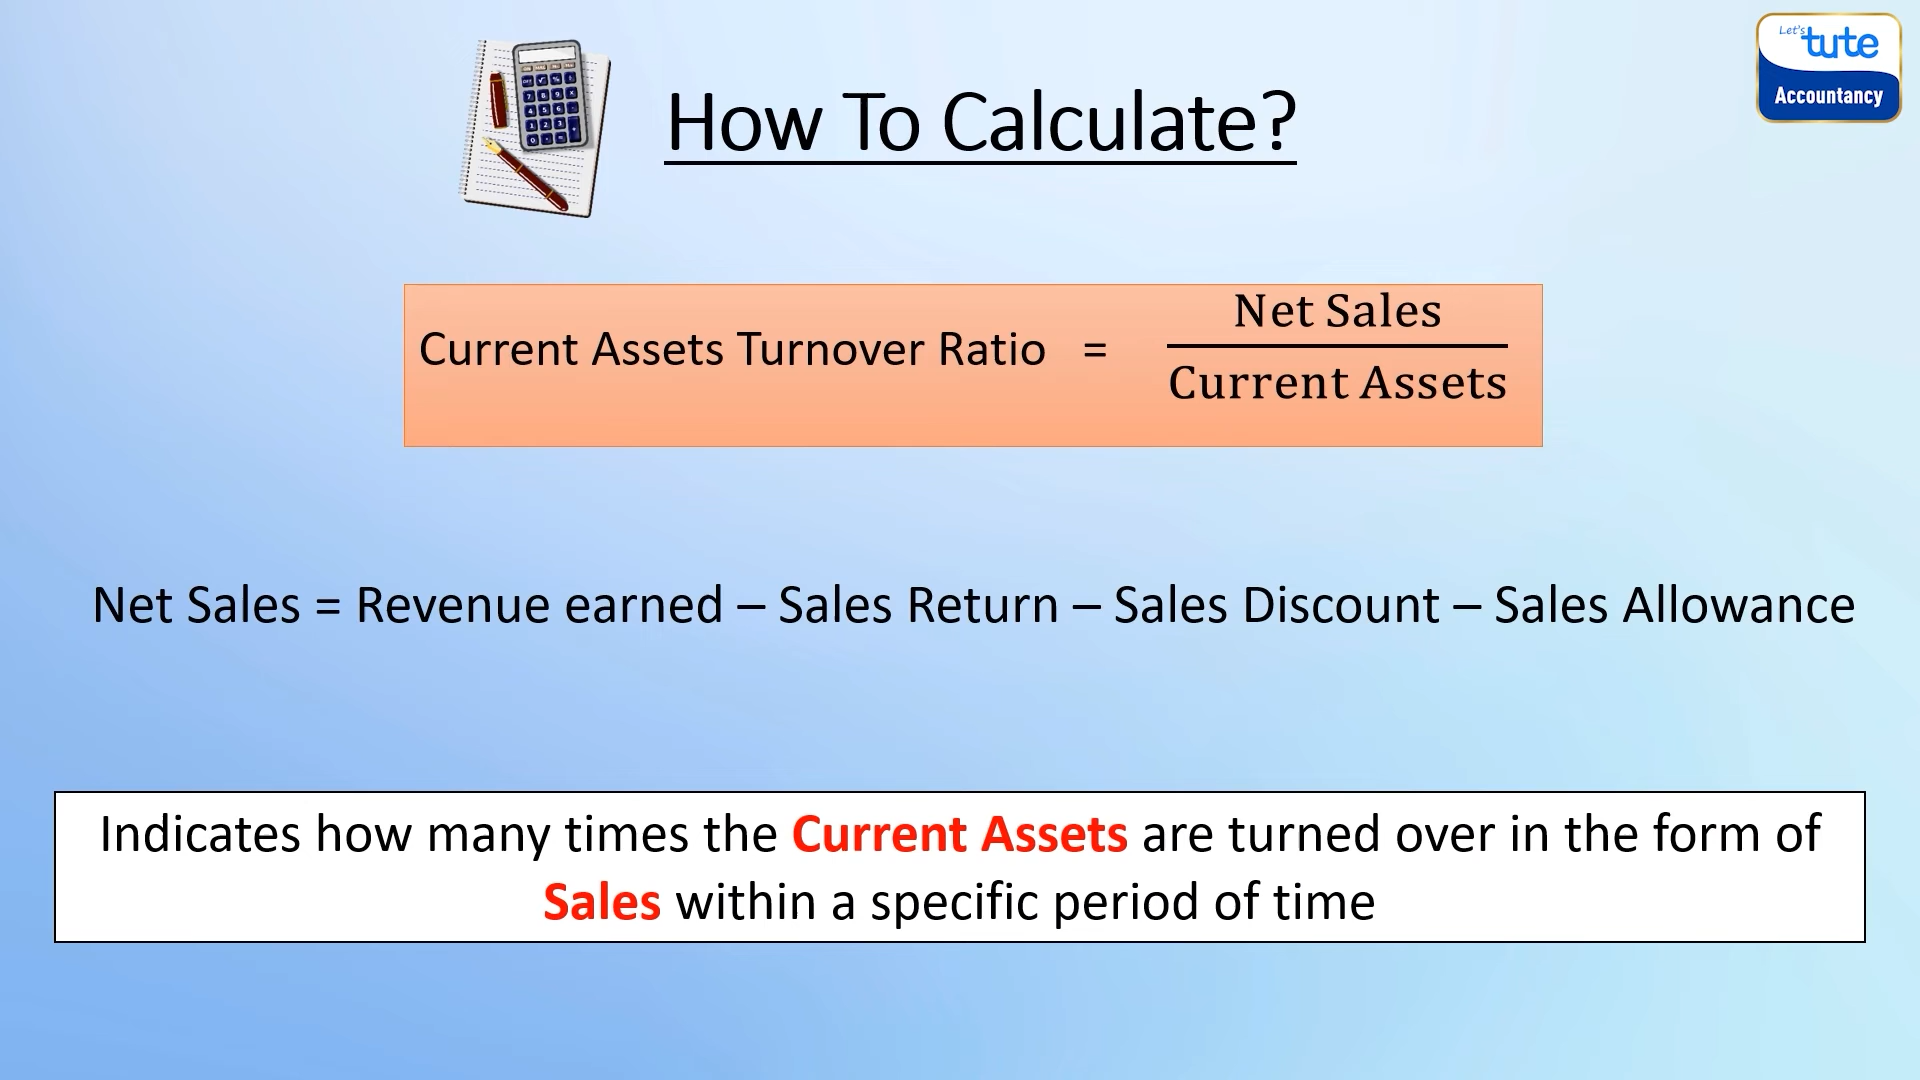 Let's tute
Accountancy
How To Calculate?
Current Assets Turnover Ratio = Net Sales
Current Assets
Net Sales = Revenue earned – Sales Return – Sales Discount – Sales Allowance
Indicates how many times the Current Assets are turned over in the form of
Sales within a specific period of time